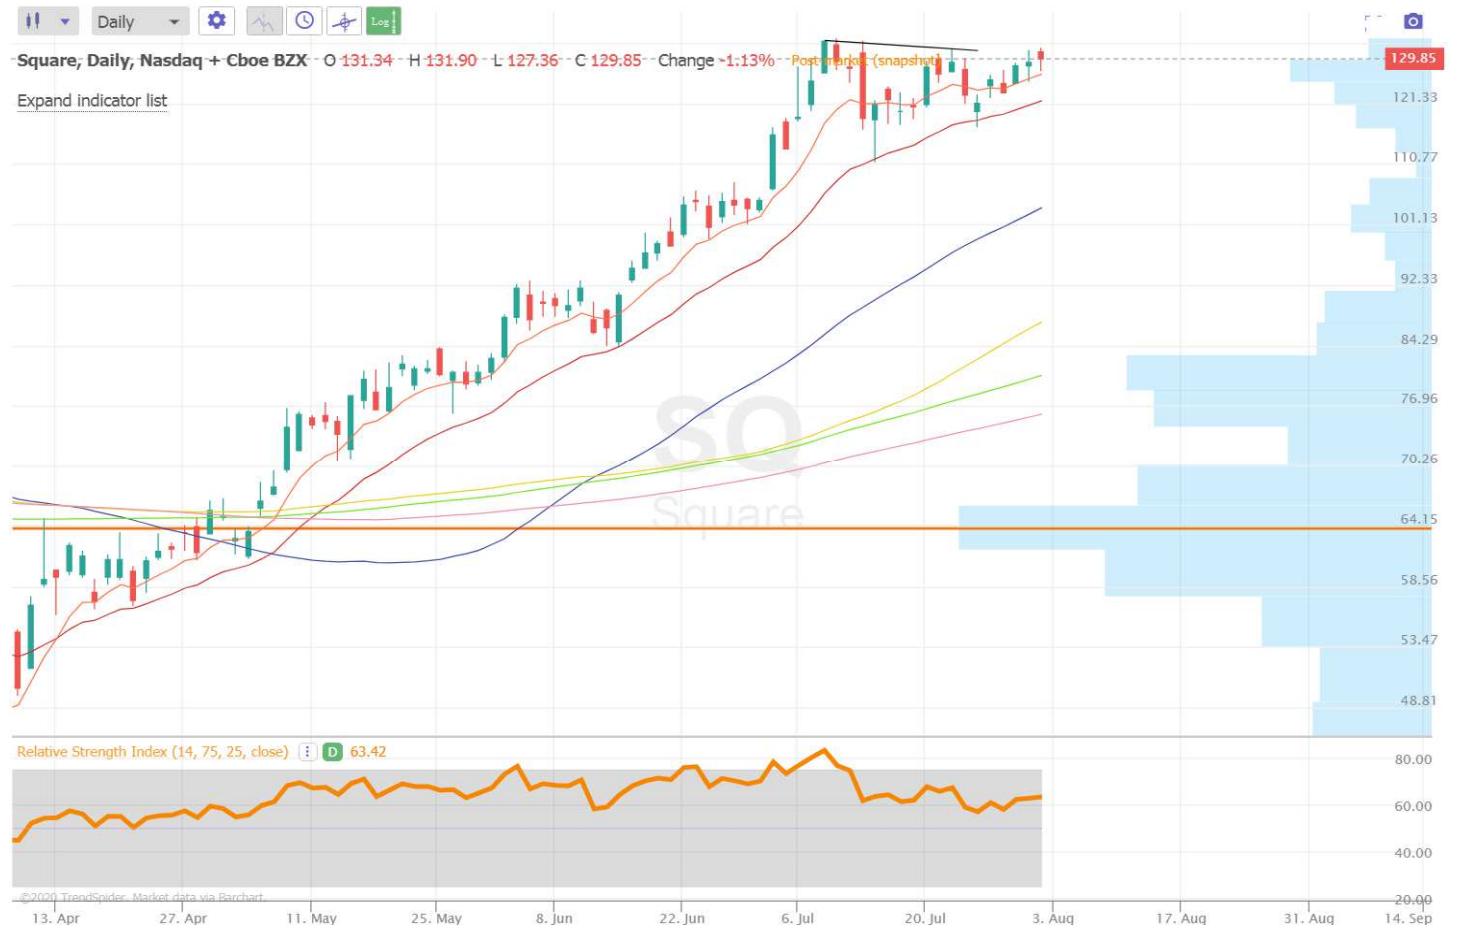 Daily
Log
Square, Daily, Nasdaq + Cboe BZX O 131.34 H 131.90 L 127.36 C 129.85 Change -1.13% Post-market (snapshot)
129.85
Expand indicator list
121.33
110.77
101.13
92.33
84.29
76.96
70.26
64.15
58.56
53.47
48.81
SQ
Square
Relative Strength Index (14, 75, 25, close) D 63.42
80.00
60.00
40.00
20.00
©2020 TrendSpider. Market data via Barchart.
13. Apr 27. Apr 11. May 25. May 8. Jun 22. Jun 6. Jul 20. Jul 3. Aug 17. Aug 31. Aug 14. Sep